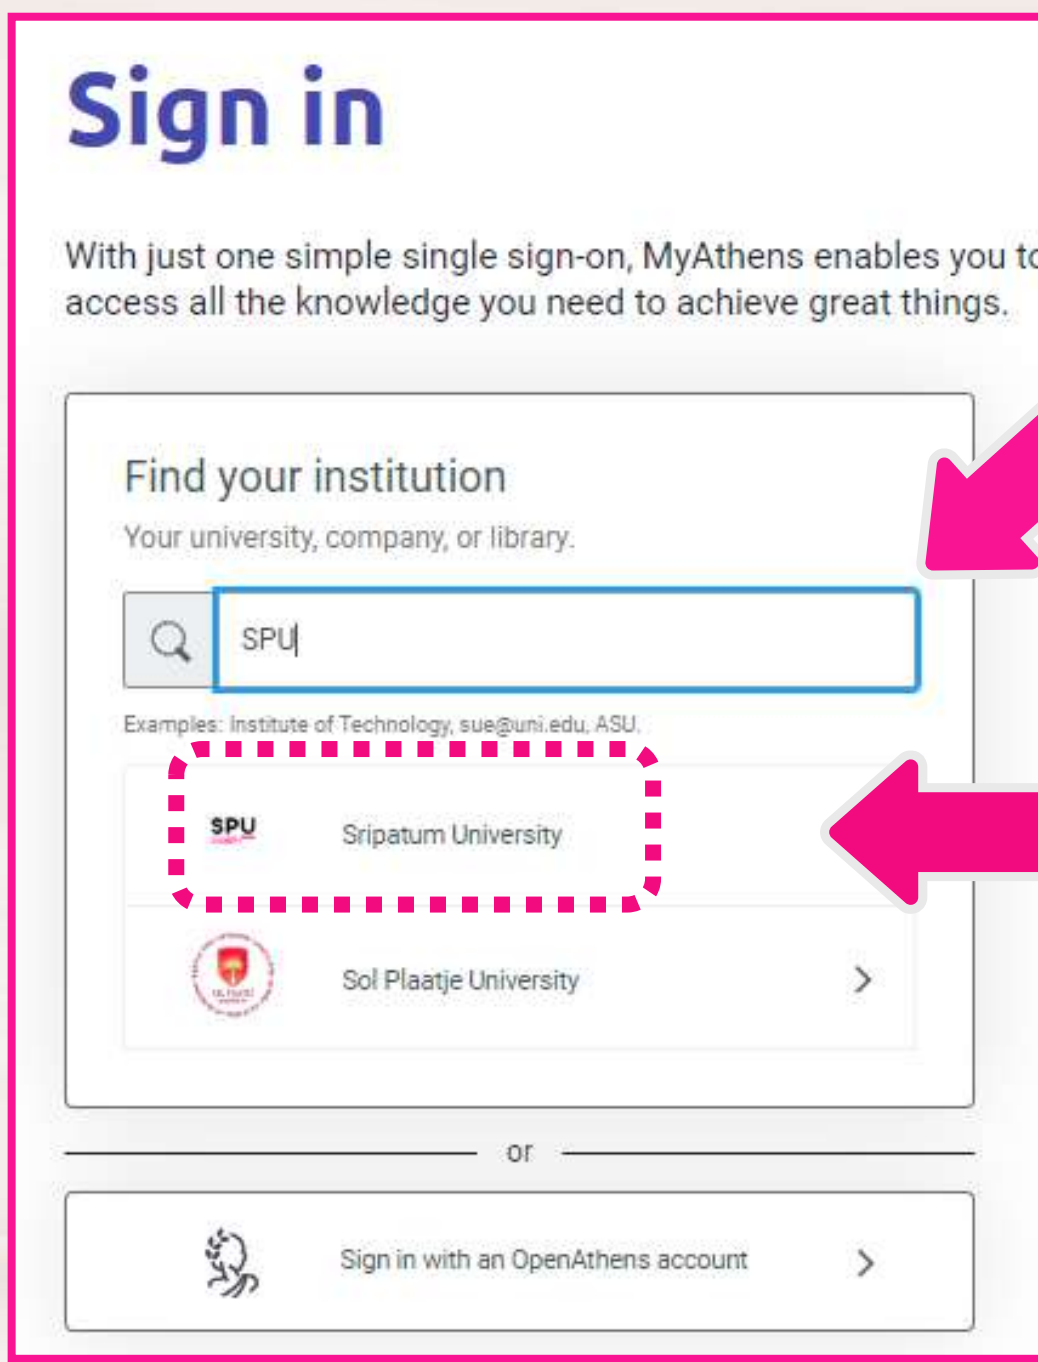 Sign in
With just one simple single sign-on, MyAthens enables you to
access all the knowledge you need to achieve great things.
Find your institution
Your university, company, or library.
SPU
Examples: Institute of Technology, sue@uni.edu, ASU.
SPU
Sripatum University
Sol Plaatje University
or
Sign in with an OpenAthens account